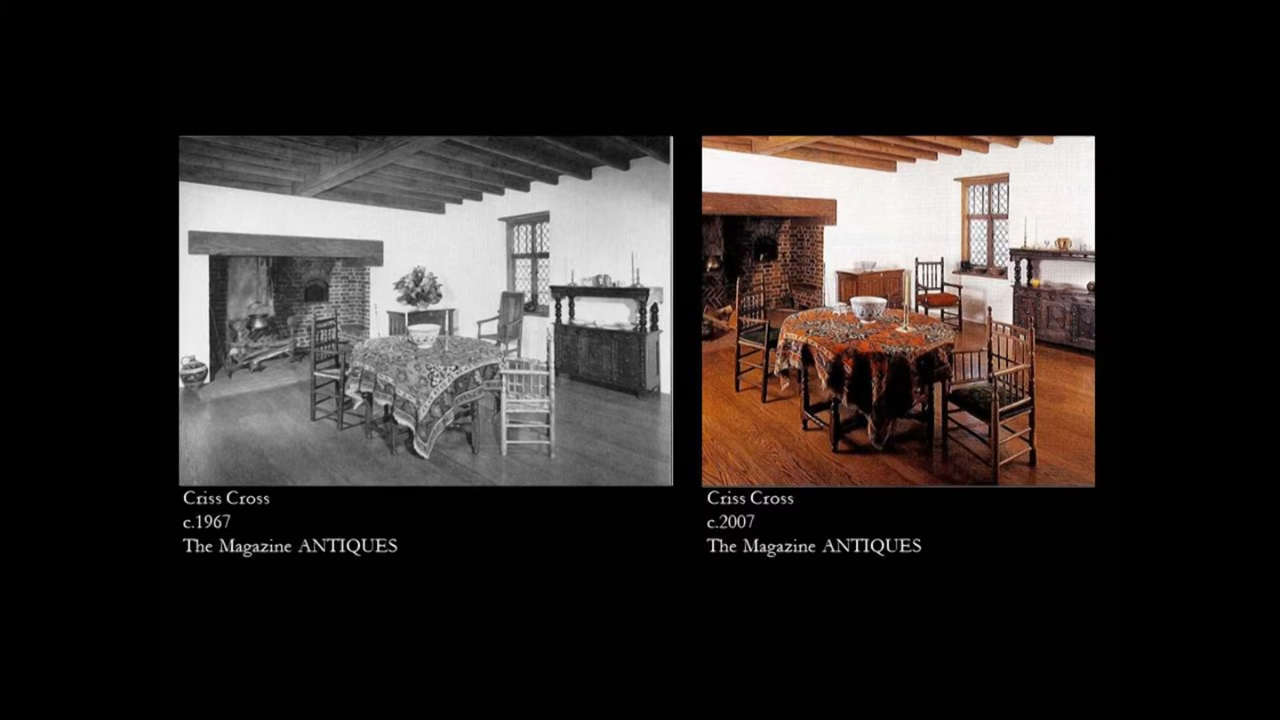 Criss Cross
c.1967
The Magazine ANTIQUES
Criss Cross
c.2007
The Magazine ANTIQUES